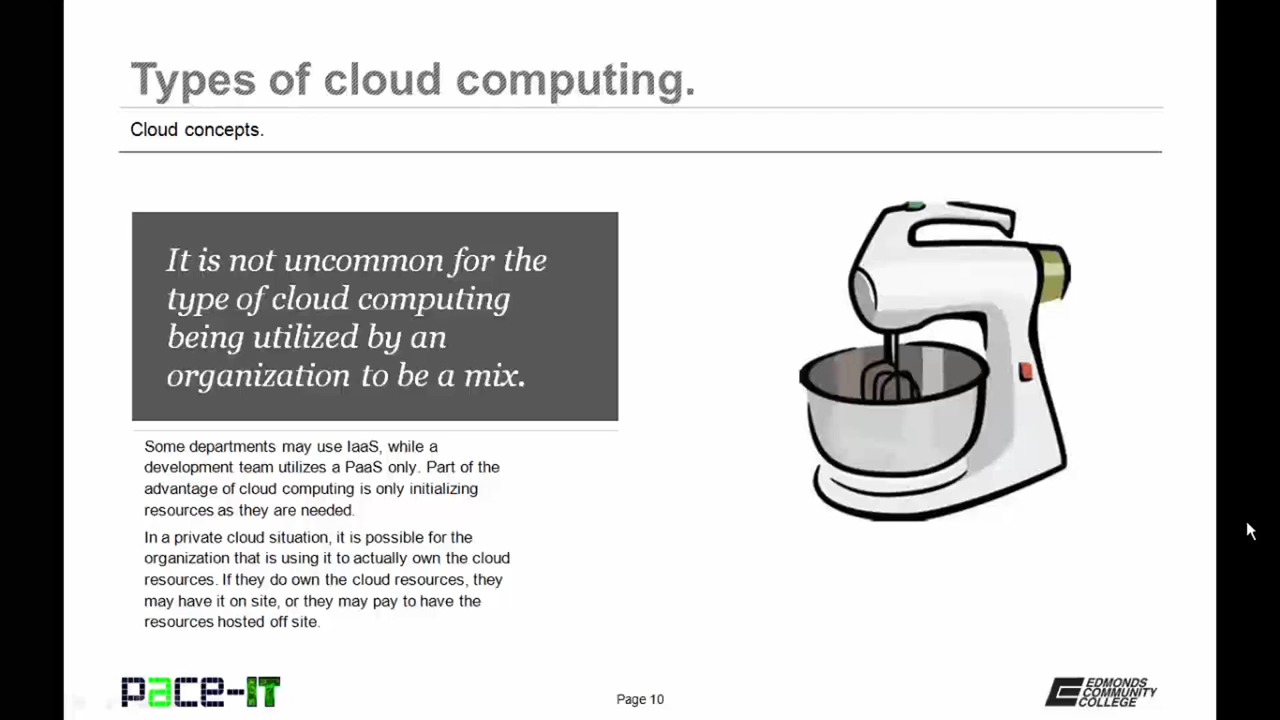 Types of cloud computing.
Cloud concepts.
It is not uncommon for the
type of cloud computing
being utilized by an
organization to be a mix.
Some departments may use IaaS, while a
development team utilizes a PaaS only. Part of the
advantage of cloud computing is only initializing
resources as they are needed.
In a private cloud situation, it is possible for the
organization that is using it to actually own the cloud
resources. If they do own the cloud resources, they
may have it on site, or they may pay to have the
resources hosted off site.
PACE-IT
Page 10
EDMONDS
COMMUNITY
COLLEGE